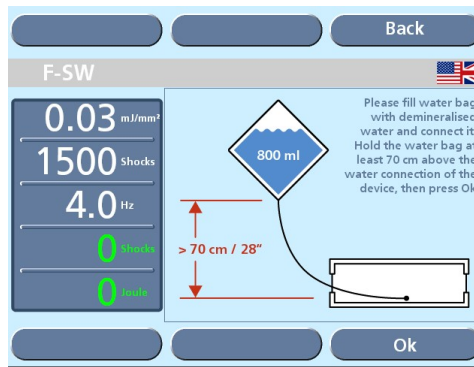 Back
F-SW
0.03 mJ/mm²
1500 Shocks
4.0 Hz
0 Shocks
0 Joule
800 ml
> 70 cm / 28“
Please fill water bag
with demineralised
water and connect it.
Hold the water bag at
least 70 cm above the
water connection of the
device, then press Ok
Ok